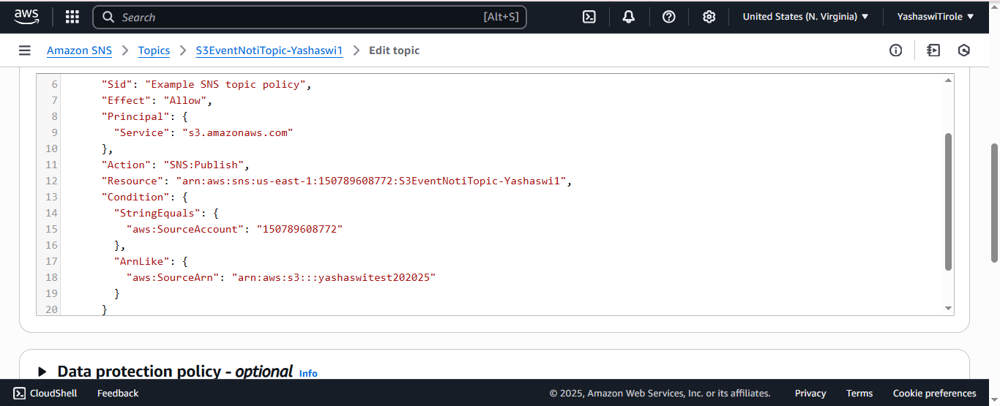 aws
Search [Alt+S]
United States (N. Virginia) ▼
YashaswiTirole ▼
Amazon SNS > Topics > S3EventNotiTopic-Yashaswi1 > Edit topic
6 "Sid": "Example SNS topic policy",
7 "Effect": "Allow",
8 "Principal": {
9 "Service": "s3.amazonaws.com"
10 },
11 "Action": "SNS:Publish",
12 "Resource": "arn:aws:sns:us-east-1:150789608772:S3EventNotiTopic-Yashaswi1",
13 "Condition": {
14 "StringEquals": {
15 "aws:SourceAccount": "150789608772"
16 },
17 "ArnLike": {
18 "aws:SourceArn": "arn:aws:s3:::yashaswitest202025"
19 }
20 }
Data protection policy - optional Info
CloudShell Feedback © 2025, Amazon Web Services, Inc. or its affiliates. Privacy Terms Cookie preferences